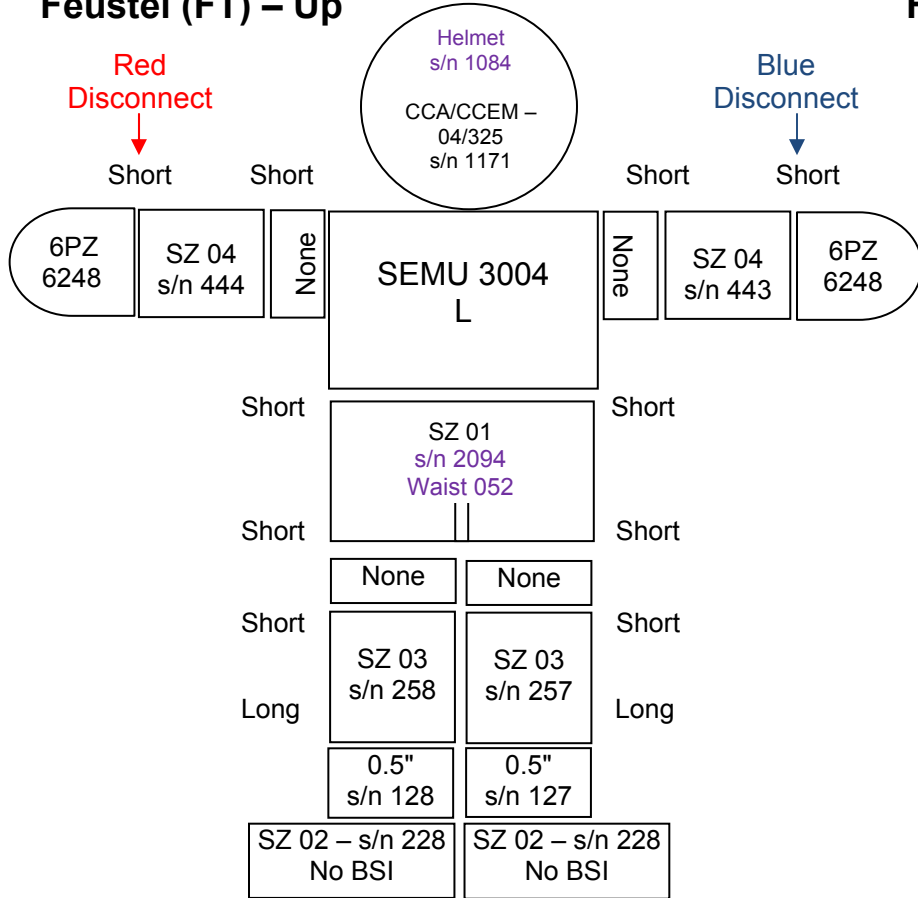 Feustel (FT) – Up
Helmet
s/n 1084
CCA/CCEM –
04/325
s/n 1171
Red
Disconnect
Blue
Disconnect
Short
Short
Short
Short
6PZ
6248
SZ 04
s/n 444
None
SEMU 3004
L
None
SZ 04
s/n 443
6PZ
6248
Short
Short
SZ 01
s/n 2094
Waist 052
Short
Short
None
None
Short
Short
SZ 03
s/n 258
SZ 03
s/n 257
Long
Long
0.5"
s/n 128
0.5"
s/n 127
SZ 02 – s/n 228
No BSI
SZ 02 – s/n 228
No BSI